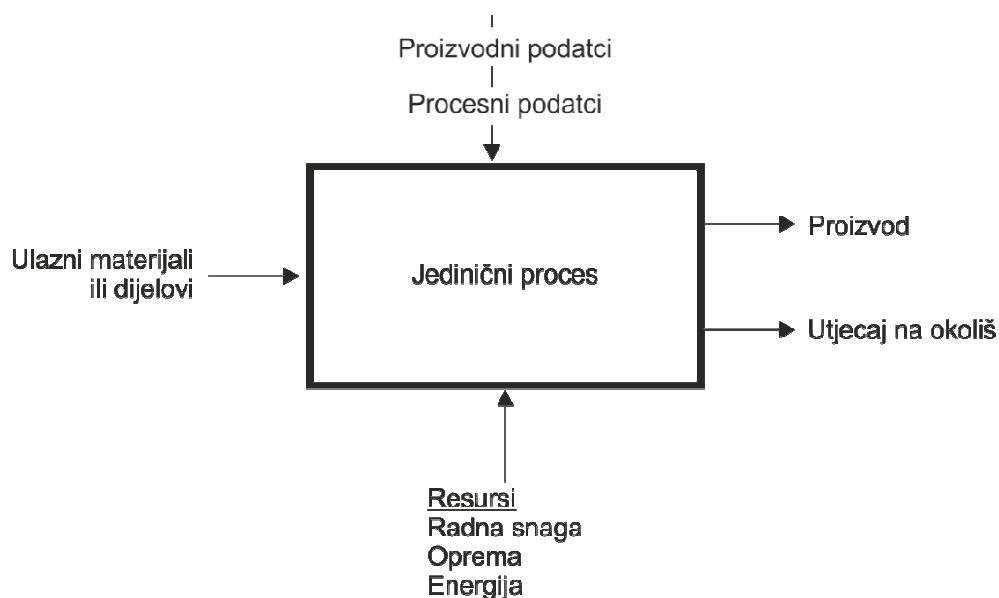 Proizvodni podatci
Procesni podatci
Ulazni materijali
ili dijelovi
Jedinični proces
Proizvod
Utjecaj na okoliš
Resursi
Radna snaga
Oprema
Energija